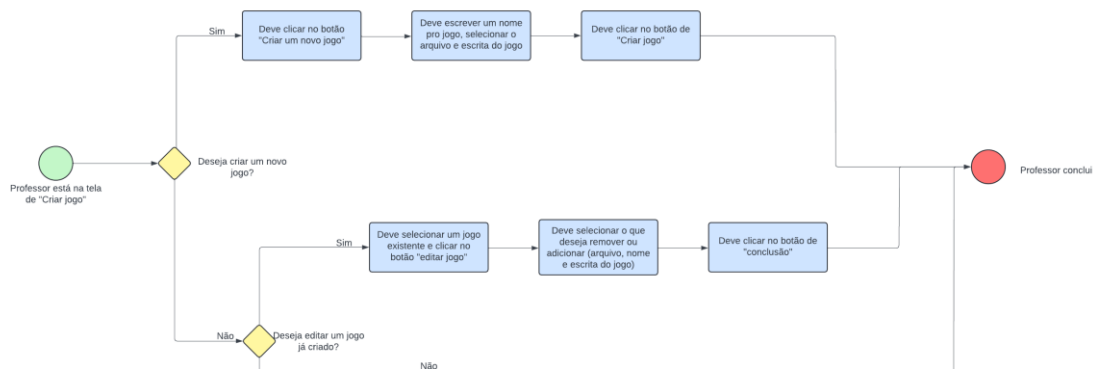 Sim
Deve clicar no botão
"Criar um novo jogo"
Deve escrever um nome
pro jogo, selecionar o
arquivo e escrita do jogo
Deve clicar no botão de
"Criar jogo"
Professor está na tela
de "Criar jogo"
Deseja criar um novo
jogo?
Professor conclui
Sim
Deve selecionar um jogo
existente e clicar no
botão "editar jogo"
Deve selecionar o que
deseja remover ou
adicionar (arquivo, nome
e escrita do jogo)
Deve clicar no botão de
"conclusão"
Não
Deseja editar um jogo
já criado?
Não